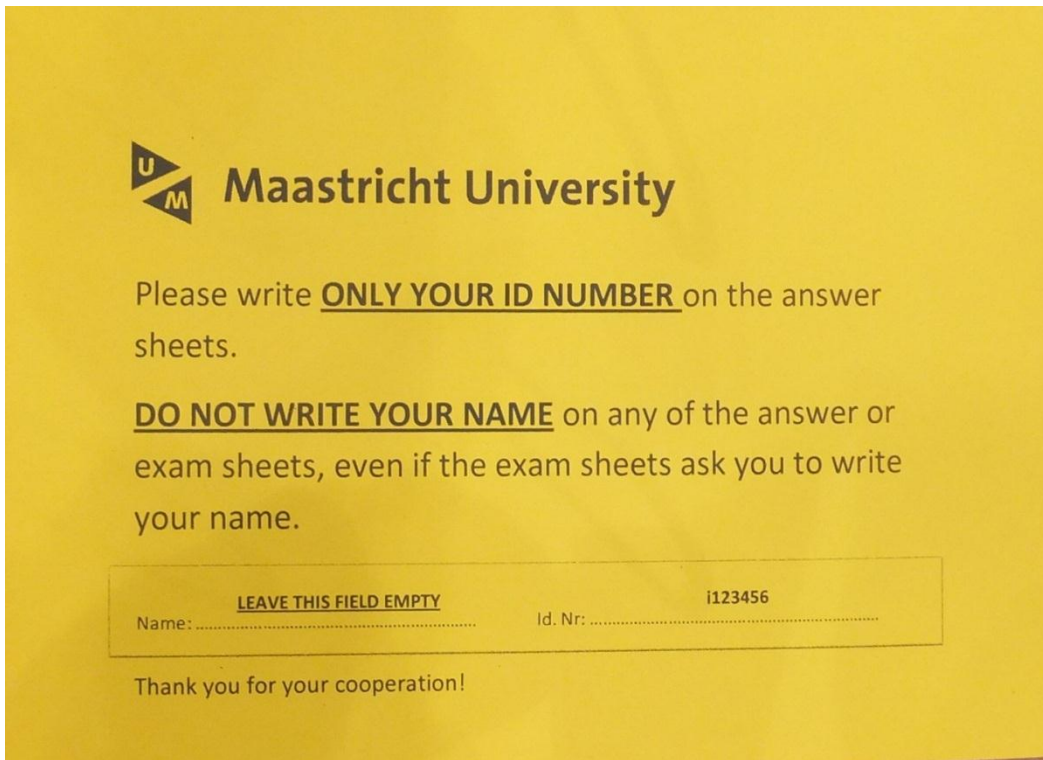 U
M
Maastricht University
Please write ONLY YOUR ID NUMBER on the answer
sheets.
DO NOT WRITE YOUR NAME on any of the answer or
exam sheets, even if the exam sheets ask you to write
your name.
LEAVE THIS FIELD EMPTY i123456
Name:............................................................. Id. Nr: ..............................................................
Thank you for your cooperation!